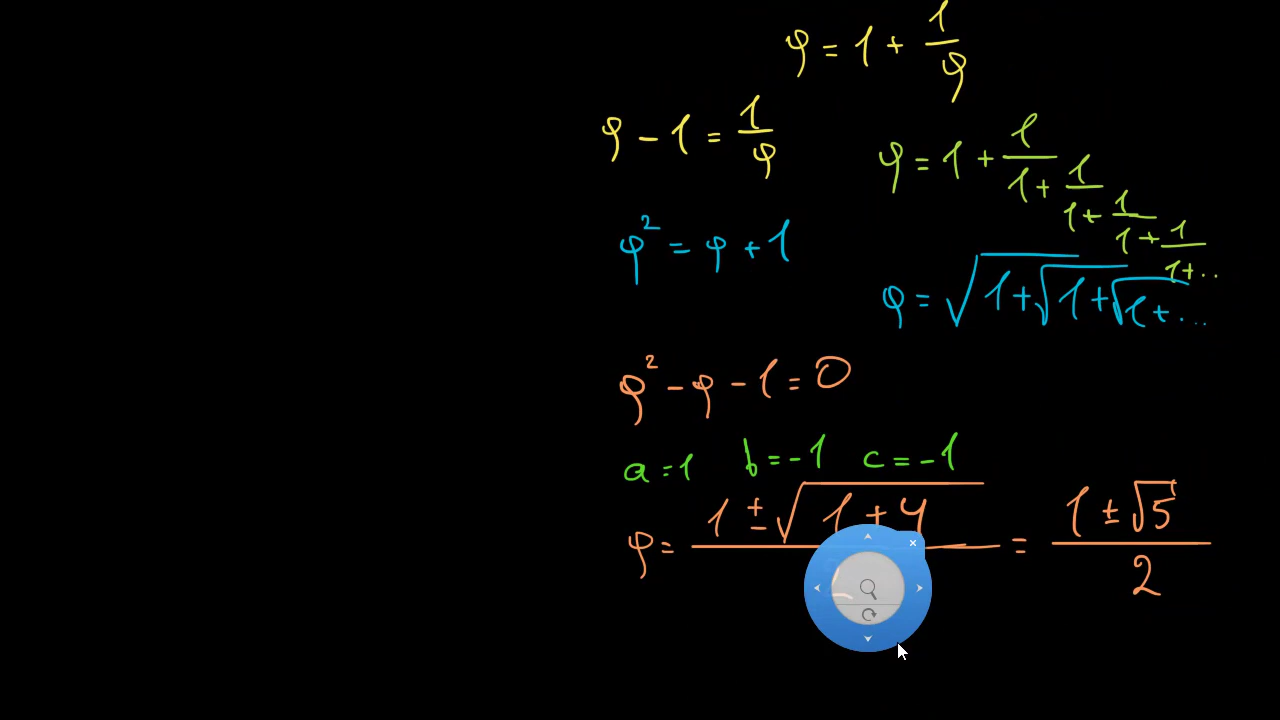 φ = 1 + 1/φ
φ - 1 = 1/φ
φ = 1 + 1/(1 + 1/(1 + 1/(1 + 1/(1 + ..
φ² = φ + 1
φ = √(1 + √(1 + √(1 + ...
φ² - φ - 1 = 0
a = 1 b = -1 c = -1
φ = (1 ± √(1 + 4))/2 = (1 ± √5)/2